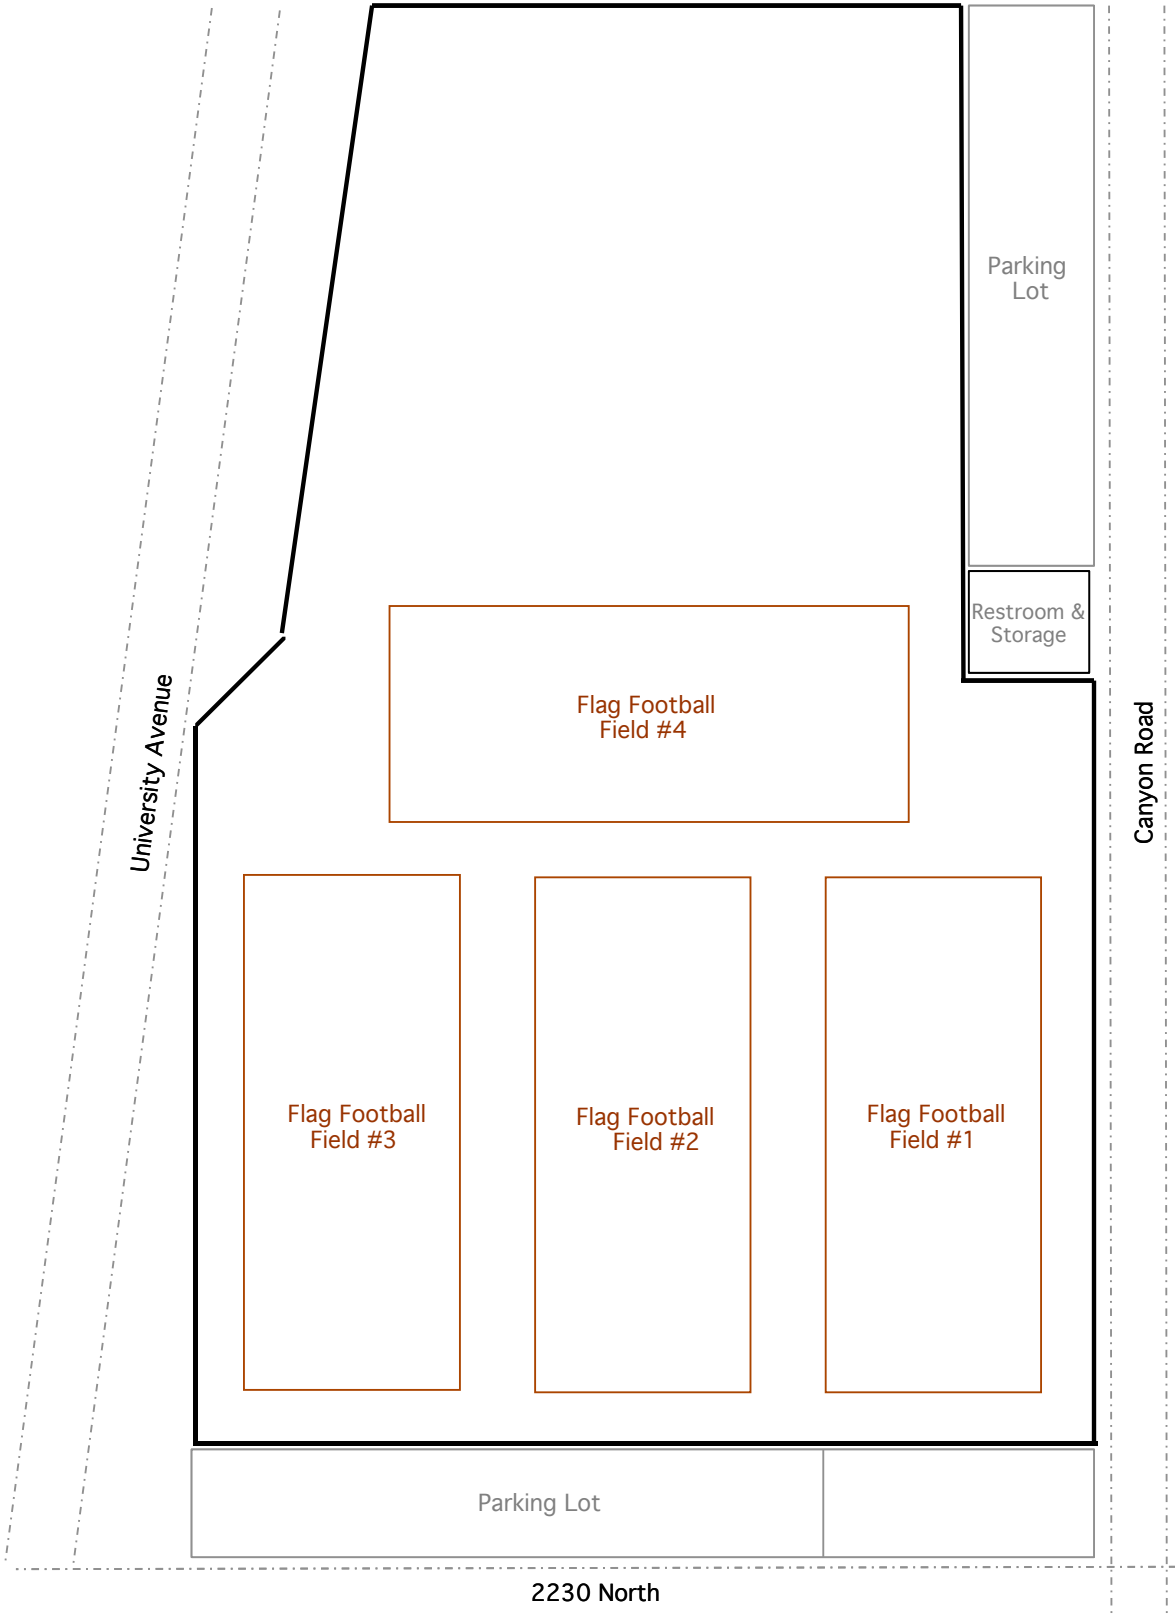 Parking
Lot
Restroom &
Storage
University Avenue
Canyon Road
Flag Football
Field #4
Flag Football
Field #3
Flag Football
Field #2
Flag Football
Field #1
Parking Lot
2230 North